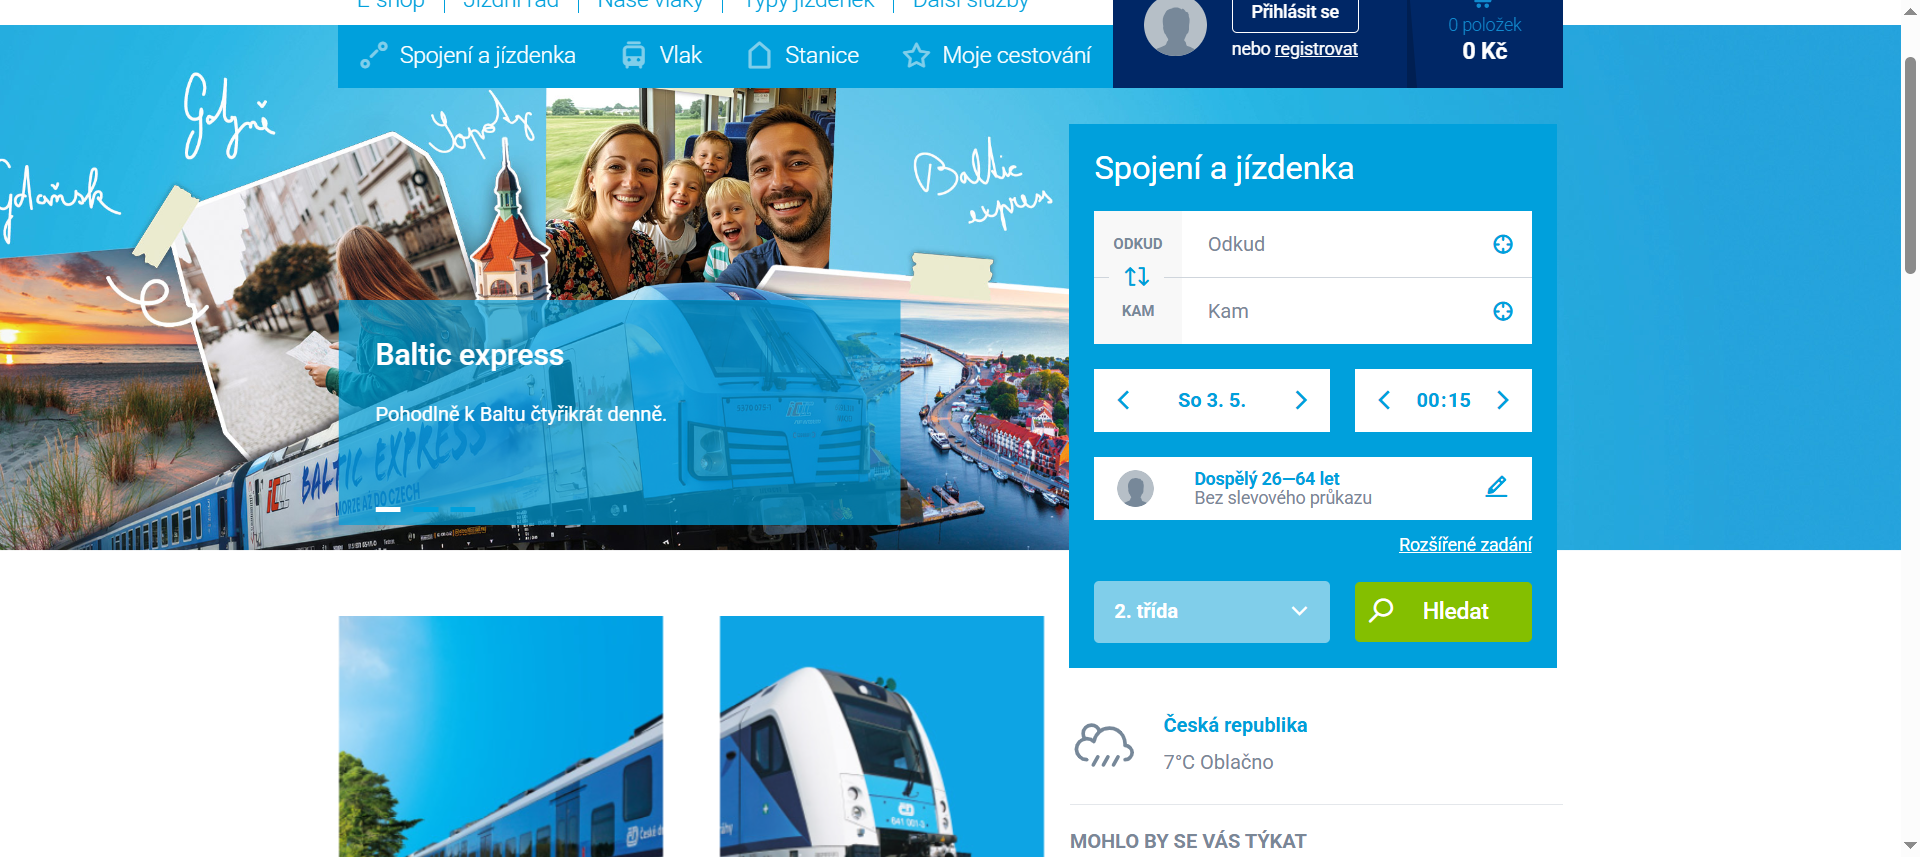 E-shop
Jízdní řád
Naše vlaky
Typy jízdenek
Další služby
Přihlásit se
nebo registrovat
0 položek
0 Kč
Spojení a jízdenka
Vlak
Stanice
Moje cestování
Gdyně
Sopoty
Gdaňsk
Baltic
express
Baltic express
Pohodlně k Baltu čtyřikrát denně.
BALTIC EXPRESS
MORZE AŽ DO CZECH
Spojení a jízdenka
ODKUD
Odkud
KAM
Kam
So 3. 5.
00:15
Dospělý 26—64 let
Bez slevového průkazu
Rozšířené zadání
2. třída
Hledat
Česká republika
7°C Oblačno
MOHLO BY SE VÁS TÝKAT